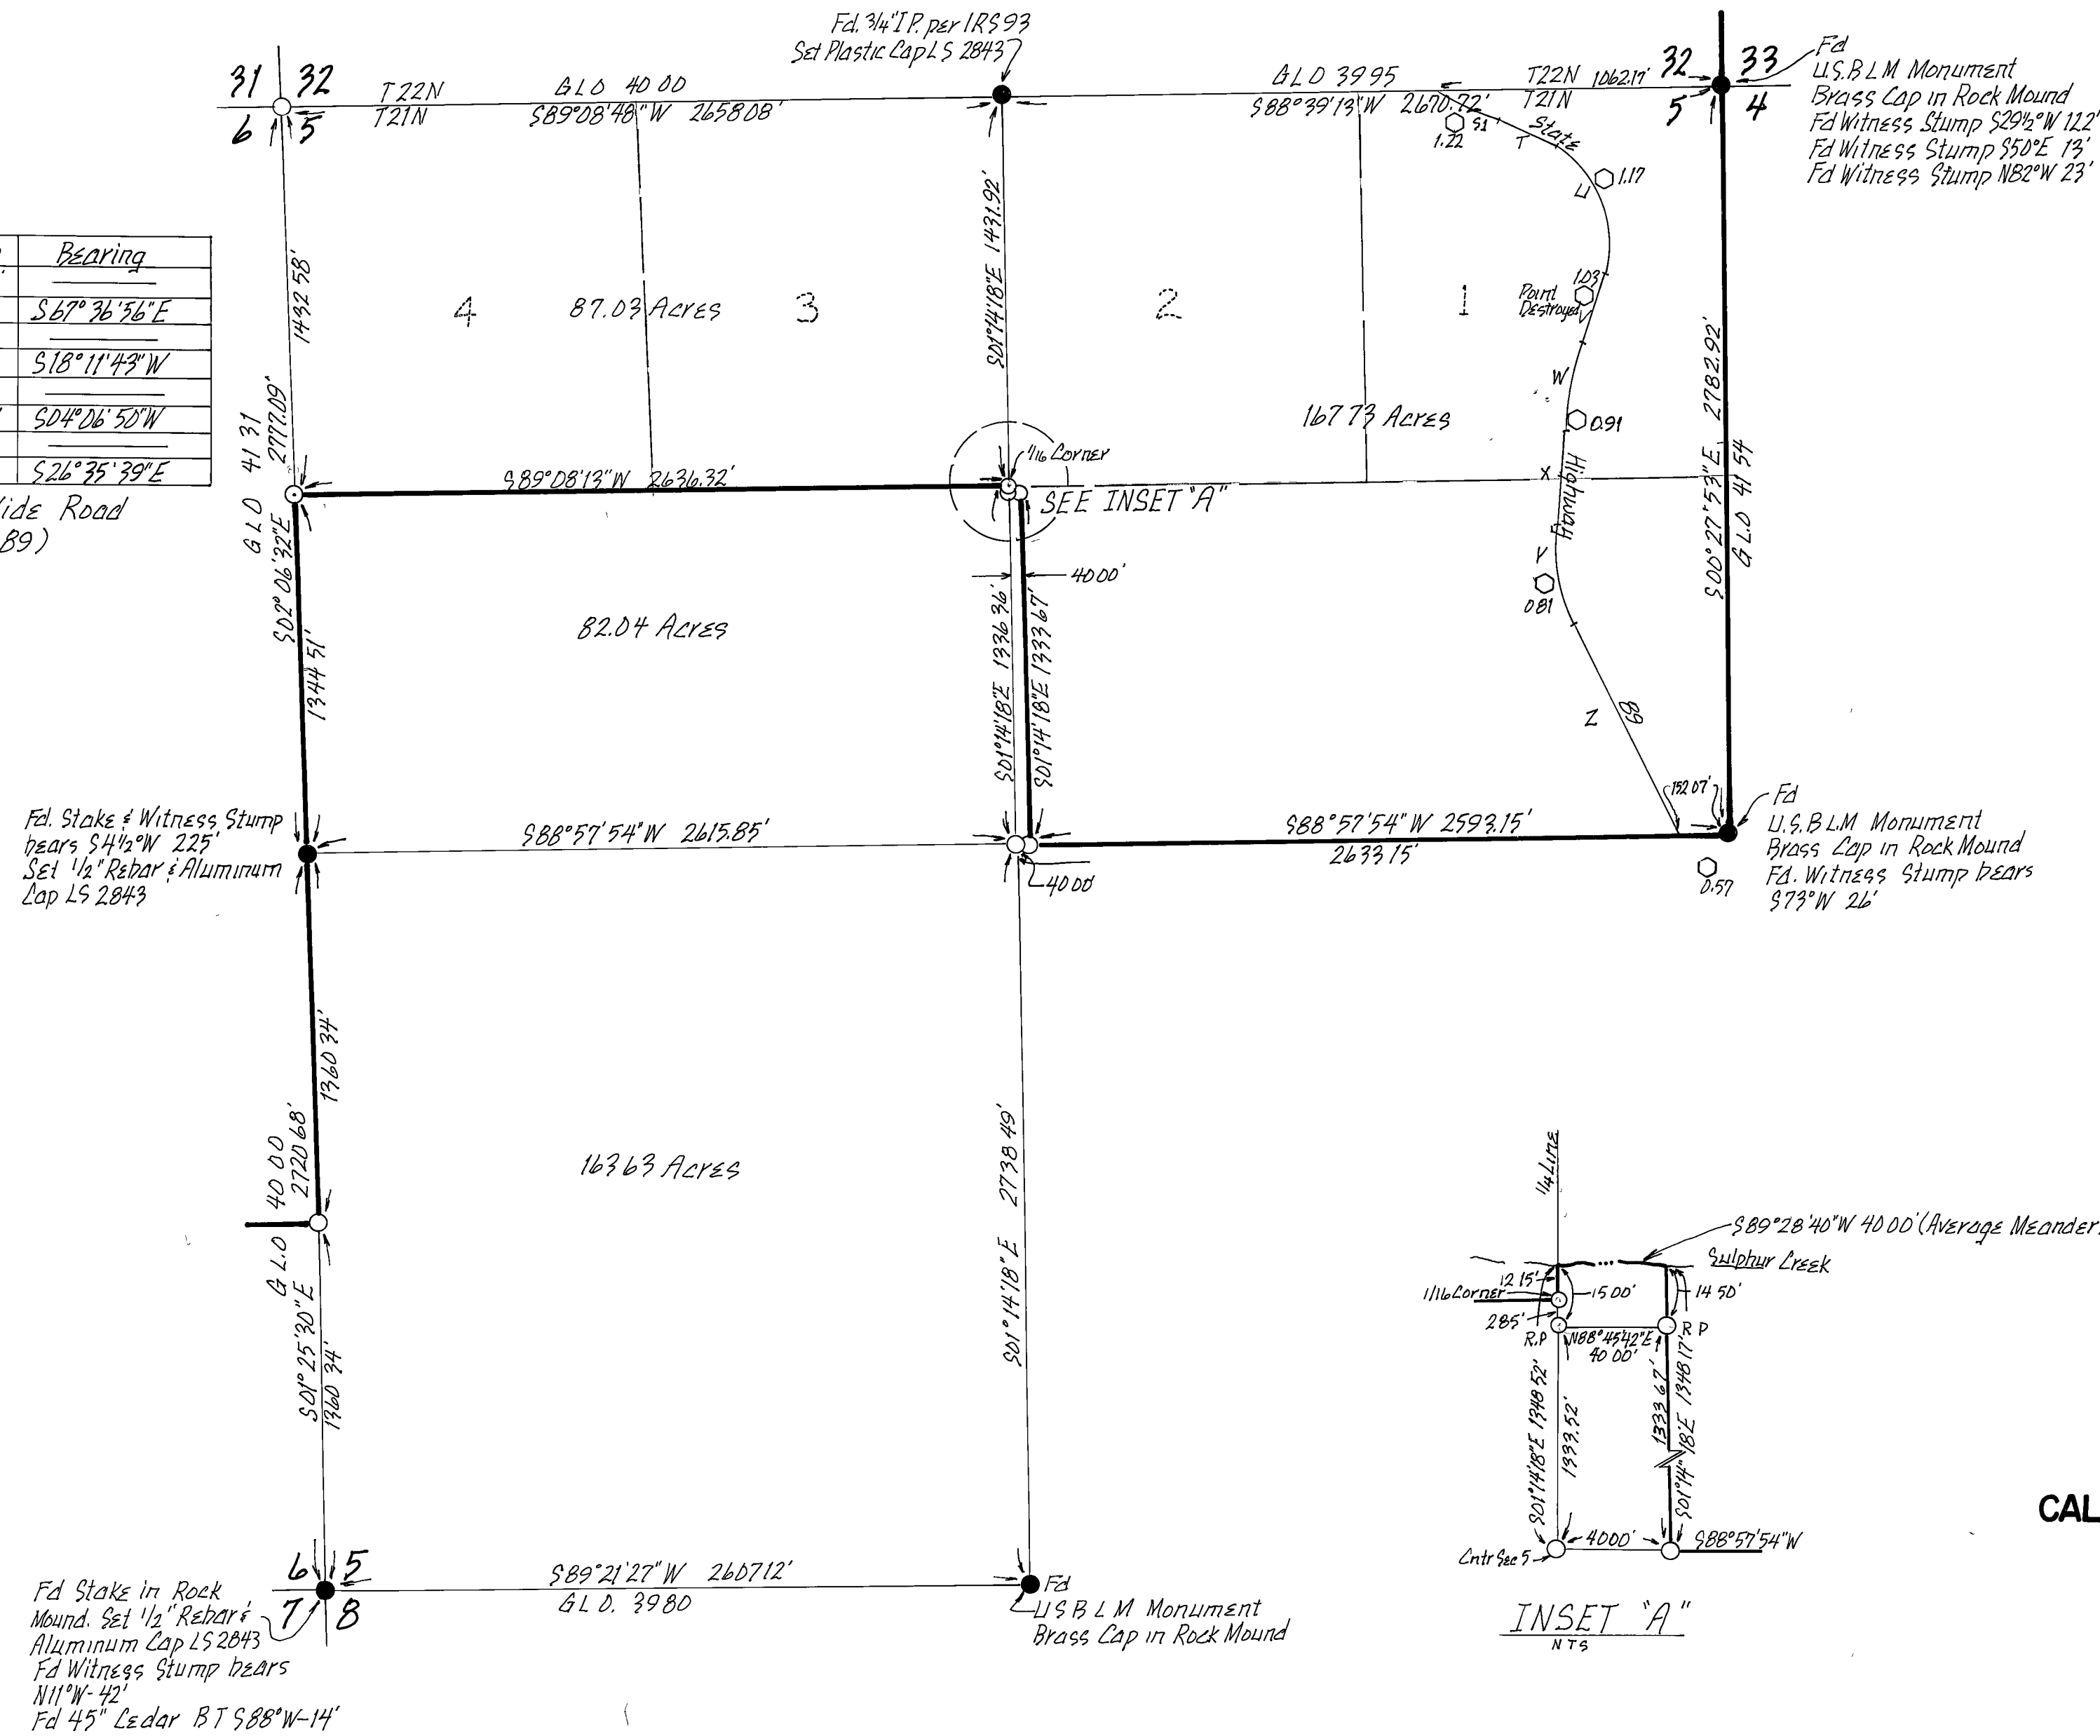 Fd. 3/4" I.P. per 1RS93
Set Plastic Cap LS 2843
31 32
6 5
T22N
T21N
GLO 40 00
S89°08'48"W 2658 08'
GLO 39 95
S88°39'13"W 2670.72'
T22N 1062.17'
T21N
32 33
5 4
Fd
U.S.B L M Monument
Brass Cap in Rock Mound
Fd Witness Stump S29½°W 122'
Fd Witness Stump S50°E 13'
Fd Witness Stump N82°W 23'
Bearing
S67°36'56"E
S18°11'43"W
S04°06'50"W
S26°35'39"E
ide Road
89)
1432 58'
GLO 41 31
2777.09'
S02°06'32"E
1344 51'
4
87.03 Acres
3
S01°14'18"E 1431.92'
2
1
167 73 Acres
1.22
S1
T
State
U
1.17
1.03
Point
Destroyed
V
W
0.91
X
Highway
Y
0.81
Z
89
S00°27'53"E 2782.92'
GLO 41 54
S89°08'13"W 2636.32'
1/16 Corner
SEE INSET "A"
40 00'
82.04 Acres
S01°14'18"E 1336 36'
S01°14'18"E 1333 67'
Fd. Stake & Witness Stump
bears S4½°W 225'
Set 1/2" Rebar & Aluminum
Cap LS 2843
S88°57'54"W 2615.85'
40 00
S88°57'54"W 2593.15'
2633 15'
152 07'
0.57
Fd
U.S.B L.M Monument
Brass Cap in Rock Mound
Fd. Witness Stump bears
S73°W 26'
1360 34'
GL.O 40 00
2720 68'
S01°25'30"E
1360 34'
163 63 Acres
S01°14'18"E 2738 49'
6 5
7 8
Fd Stake in Rock
Mound. Set 1/2" Rebar &
Aluminum Cap LS 2843
Fd Witness Stump bears
N11°W-42'
Fd 45" Cedar B T S88°W-14'
S89°21'27"W 2607 12'
GLO. 39 80
Fd
U S B L M Monument
Brass Cap in Rock Mound
1/4 Line
S89°28'40"W 40 00' (Average Meander
Sulphur Creek
12 15'
1/16 Corner
15 00'
14 50'
2 85'
R.P
N88°45'42"E
40 00'
R P
S01°14'18"E 1348 52'
1333.52'
1333 67'
S01°14'18"E 1348 17'
Cntr Sec 5
40 00'
S88°57'54"W
INSET "A"
NTS
CAL